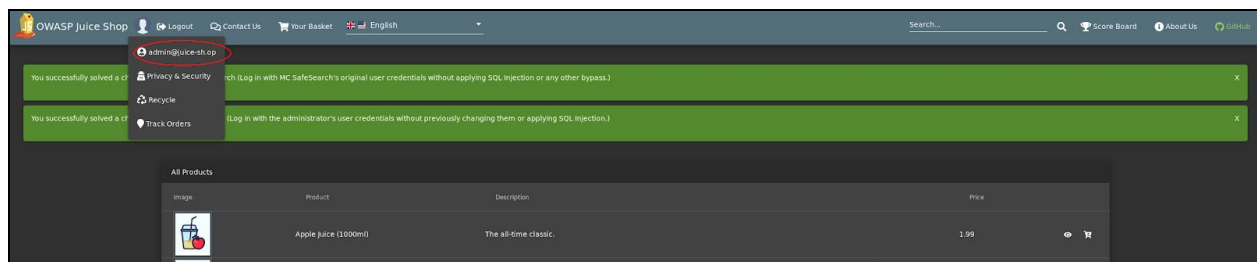 OWASP Juice Shop Logout Contact Us Your Basket English Search... Score Board About Us GitHub
admin@juice-sh.op
Privacy & Security
Recycle
Track Orders
You successfully solved a ch rch (Log in with MC SafeSearch's original user credentials without applying SQL Injection or any other bypass.) X
You successfully solved a ch (Log in with the administrator's user credentials without previously changing them or applying SQL Injection.) X
All Products
Image Product Description Price
Apple Juice (1000ml) The all-time classic. 1.99